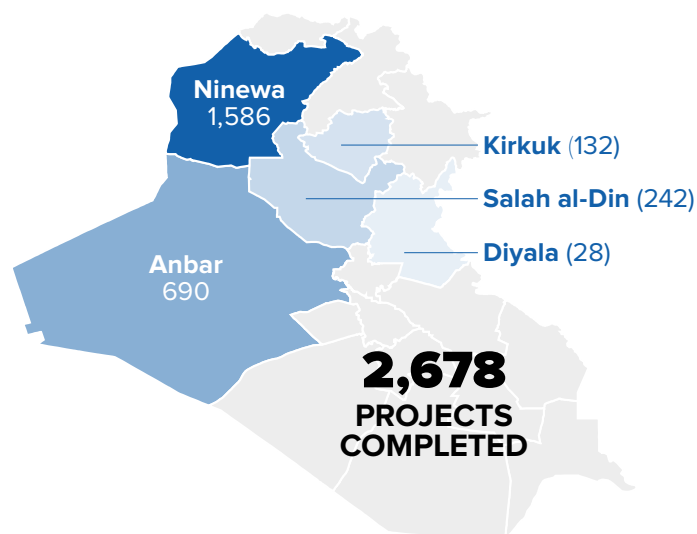 Ninewa
1,586
Kirkuk (132)
Salah al-Din (242)
Diyala (28)
Anbar
690
2,678
PROJECTS
COMPLETED